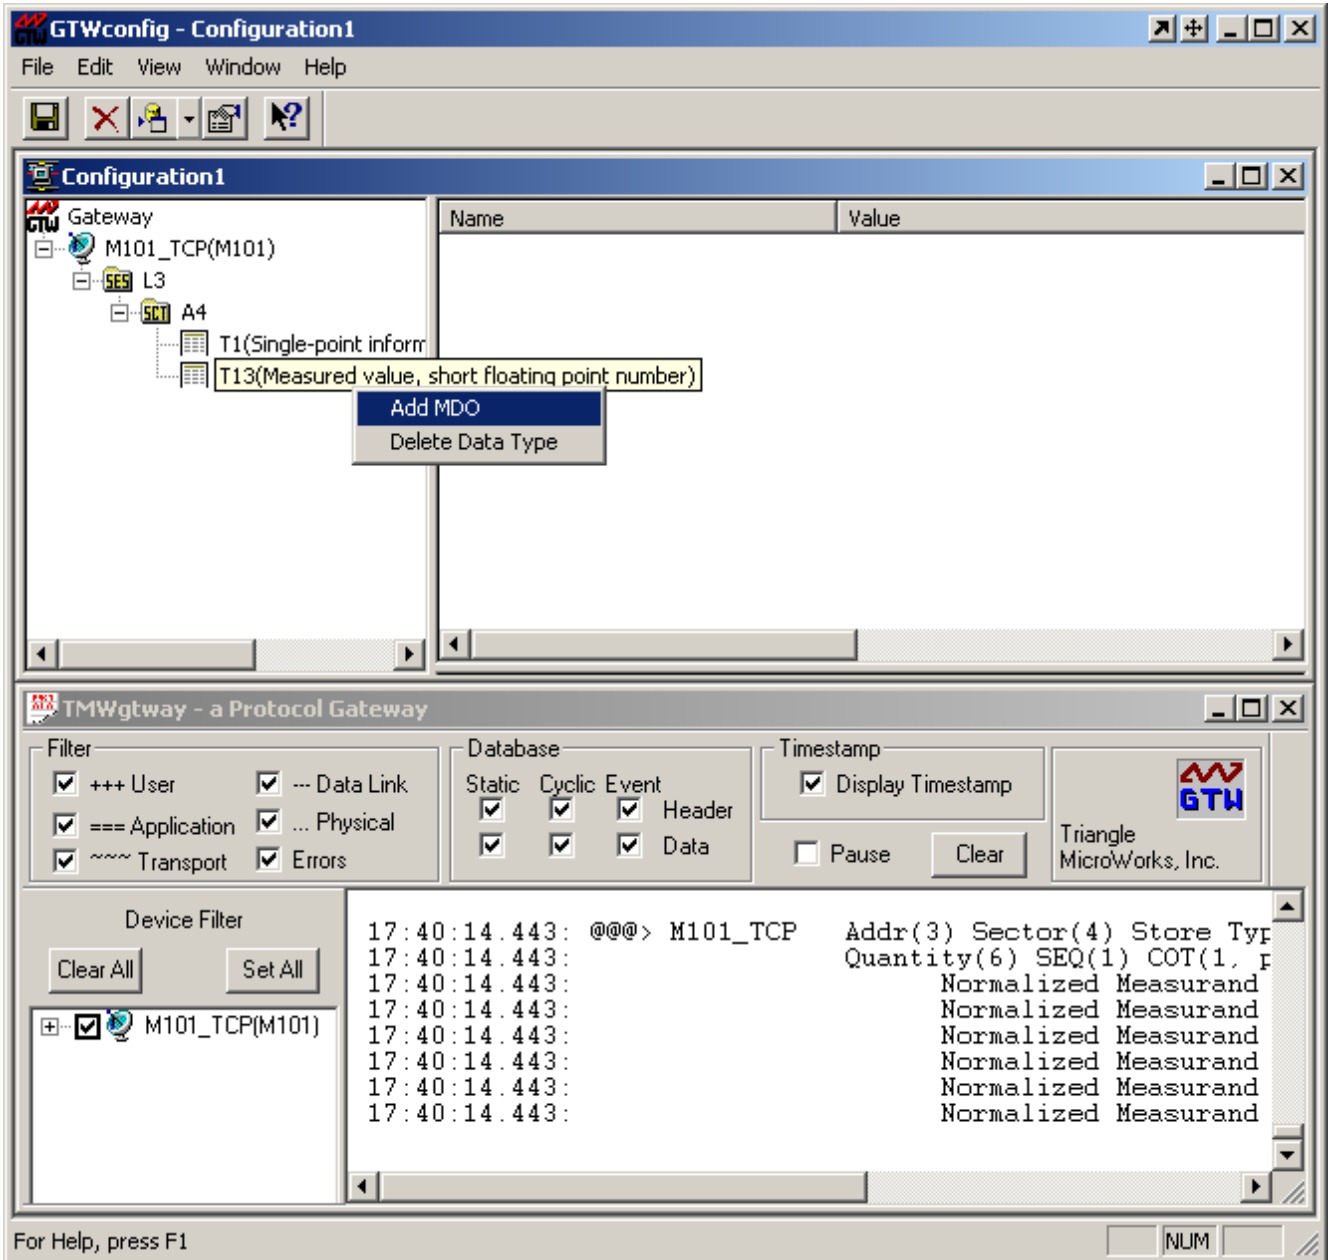 GTWconfig - Configuration1
File Edit View Window Help
Configuration1
GTW Gateway
Name Value
M101_TCP(M101)
SES L3
SCT A4
T1(Single-point inform
T13(Measured value, short floating point number)
Add MDO
Delete Data Type
TMWgtway - a Protocol Gateway
Filter
+++ User
--- Data Link
=== Application
... Physical
~~~ Transport
Errors
Database
Static Cyclic Event
Header
Data
Timestamp
Display Timestamp
Pause
Clear
GTW
Triangle
MicroWorks, Inc.
Device Filter
Clear All Set All
M101_TCP(M101)
17:40:14.443: @@@> M101_TCP Addr(3) Sector(4) Store Typ
17:40:14.443: Quantity(6) SEQ(1) COT(1, p
17:40:14.443: Normalized Measurand
17:40:14.443: Normalized Measurand
17:40:14.443: Normalized Measurand
17:40:14.443: Normalized Measurand
17:40:14.443: Normalized Measurand
17:40:14.443: Normalized Measurand
For Help, press F1
NUM